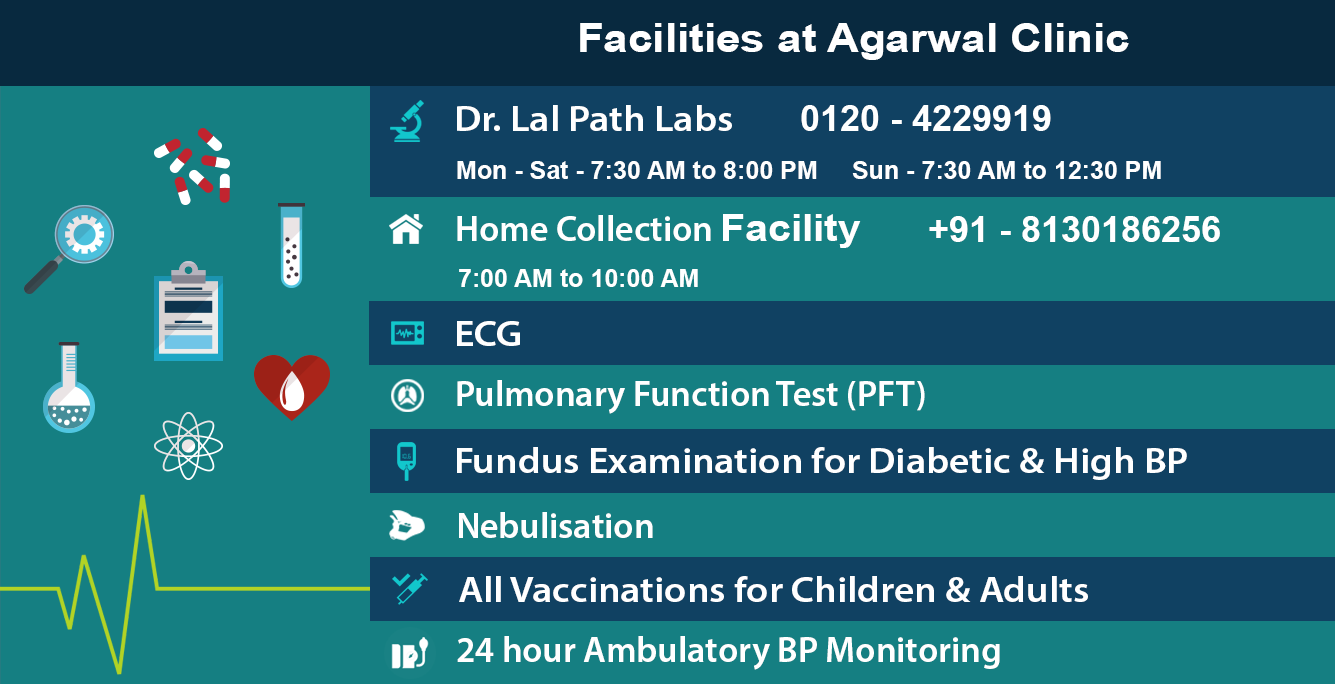 Facilities at Agarwal Clinic
Dr. Lal Path Labs 0120 - 4229919
Mon - Sat - 7:30 AM to 8:00 PM Sun - 7:30 AM to 12:30 PM
Home Collection Facility +91 - 8130186256
7:00 AM to 10:00 AM
ECG
Pulmonary Function Test (PFT)
Fundus Examination for Diabetic & High BP
Nebulisation
All Vaccinations for Children & Adults
24 hour Ambulatory BP Monitoring